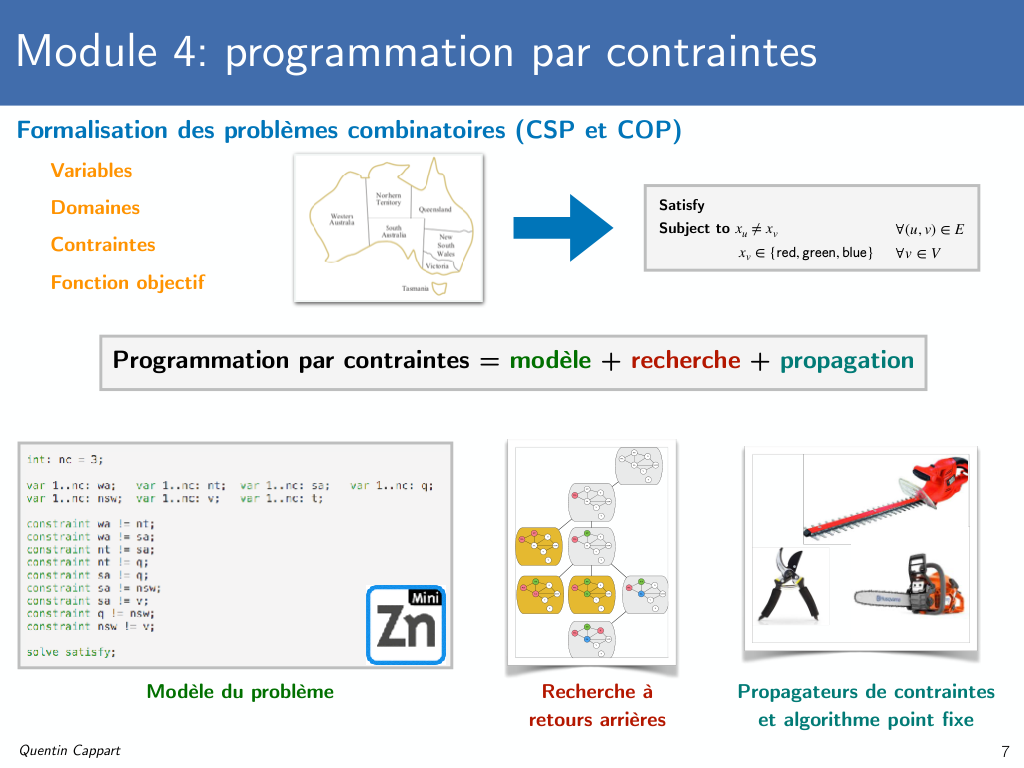 Module 4: programmation par contraintes
Formalisation des problèmes combinatoires (CSP et COP)
Variables
Domaines
Contraintes
Fonction objectif
Western
Australia
Northern
Territory
South
Australia
Queensland
New
South
Wales
Victoria
Tasmania
Satisfy
Subject to x_u ≠ x_v ∀(u, v) ∈ E
x_v ∈ {red, green, blue} ∀v ∈ V
Programmation par contraintes = modèle + recherche + propagation
int: nc = 3;
var 1..nc: wa; var 1..nc: nt; var 1..nc: sa; var 1..nc: q;
var 1..nc: nsw; var 1..nc: v; var 1..nc: t;
constraint wa != nt;
constraint wa != sa;
constraint nt != sa;
constraint nt != q;
constraint sa != q;
constraint sa != nsw;
constraint sa != v;
constraint q != nsw;
constraint nsw != v;
solve satisfy;
Mini
Zn
Modèle du problème
Recherche à
retours arrières
Husqvarna
Propagateurs de contraintes
et algorithme point fixe
Quentin Cappart
7